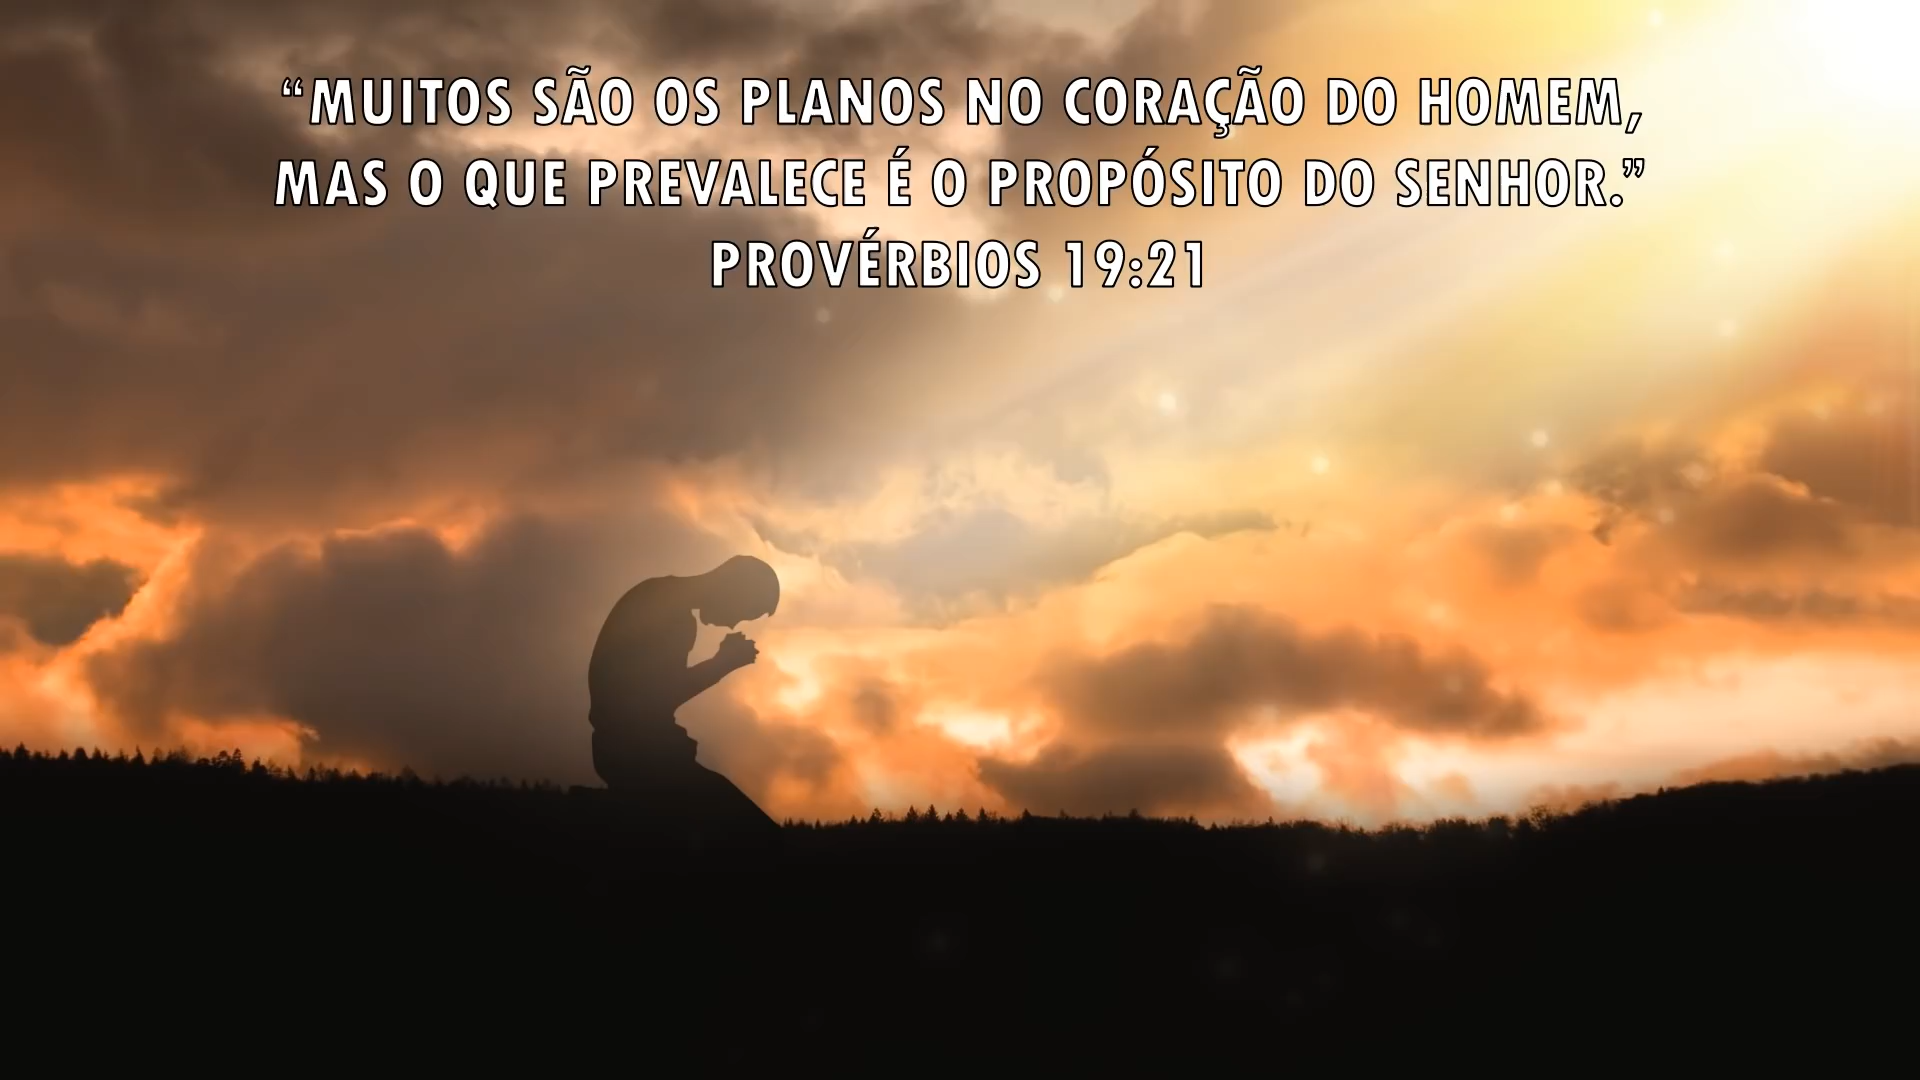 “MUITOS SÃO OS PLANOS NO CORAÇÃO DO HOMEM,
MAS O QUE PREVALECE É O PROPÓSITO DO SENHOR.”
PROVÉRBIOS 19:21